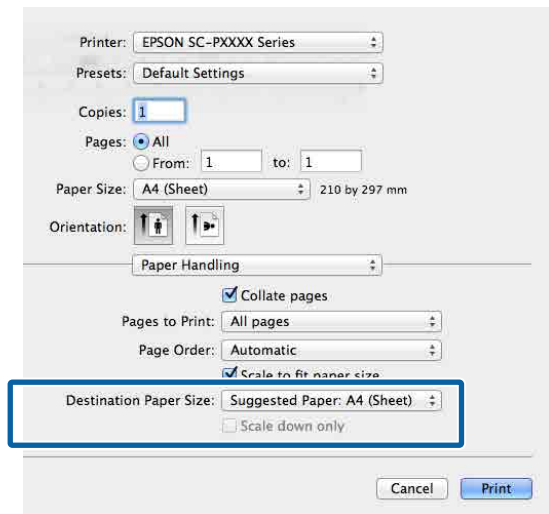 Printer: EPSON SC-PXXXX Series
Presets: Default Settings
Copies: 1
Pages: All
From: 1 to: 1
Paper Size: A4 (Sheet) 210 by 297 mm
Orientation:
Paper Handling
Collate pages
Pages to Print: All pages
Page Order: Automatic
Scale to fit paper size
Destination Paper Size: Suggested Paper: A4 (Sheet)
Scale down only
Cancel Print